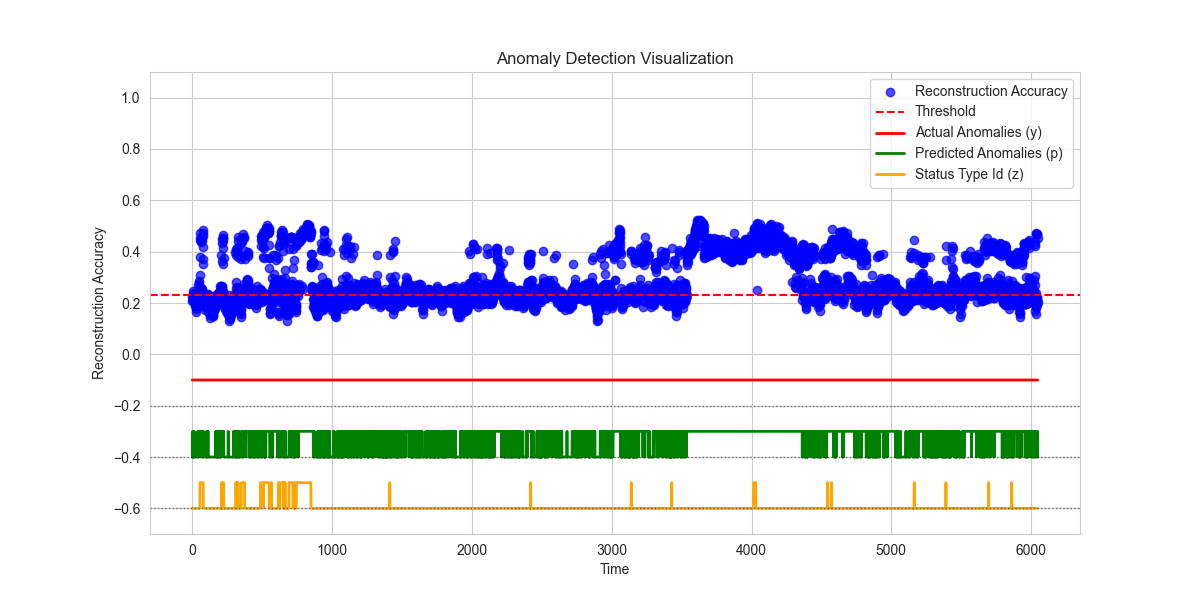 Anomaly Detection Visualization
Reconstruction Accuracy
1.0
0.8
0.6
0.4
0.2
0.0
−0.2
−0.4
−0.6
Reconstruction Accuracy
Threshold
Actual Anomalies (y)
Predicted Anomalies (p)
Status Type Id (z)
0
1000
2000
3000
4000
5000
6000
Time